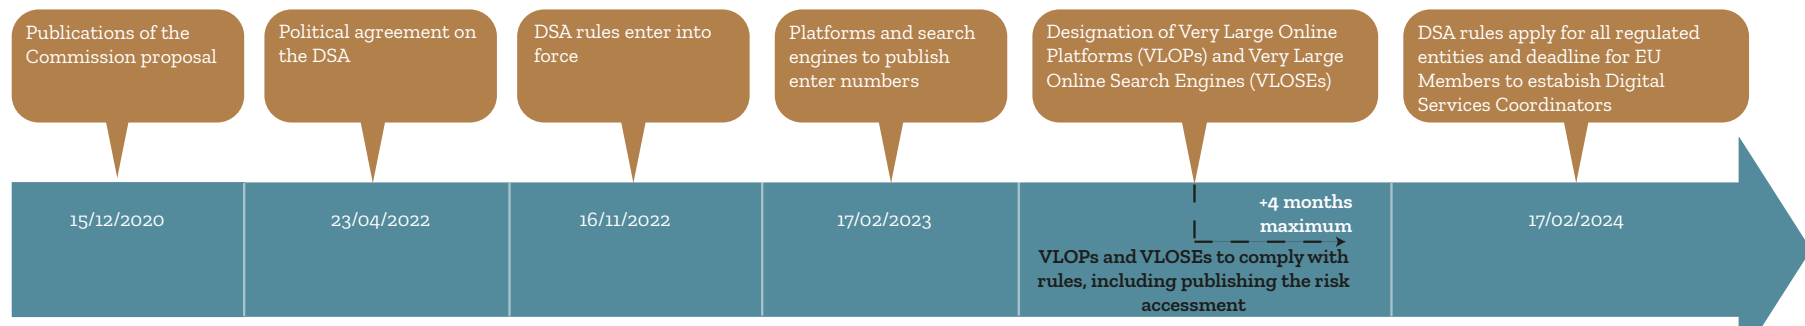 Publications of the
Commission proposal
Political agreement on
the DSA
DSA rules enter into
force
Platforms and search
engines to publish
enter numbers
Designation of Very Large Online
Platforms (VLOPs) and Very Large
Online Search Engines (VLOSEs)
DSA rules apply for all regulated
entities and deadline for EU
Members to estabish Digital
Services Coordinators
15/12/2020
23/04/2022
16/11/2022
17/02/2023
+4 months
maximum
VLOPs and VLOSEs to comply with
rules, including publishing the risk
accessment
17/02/2024